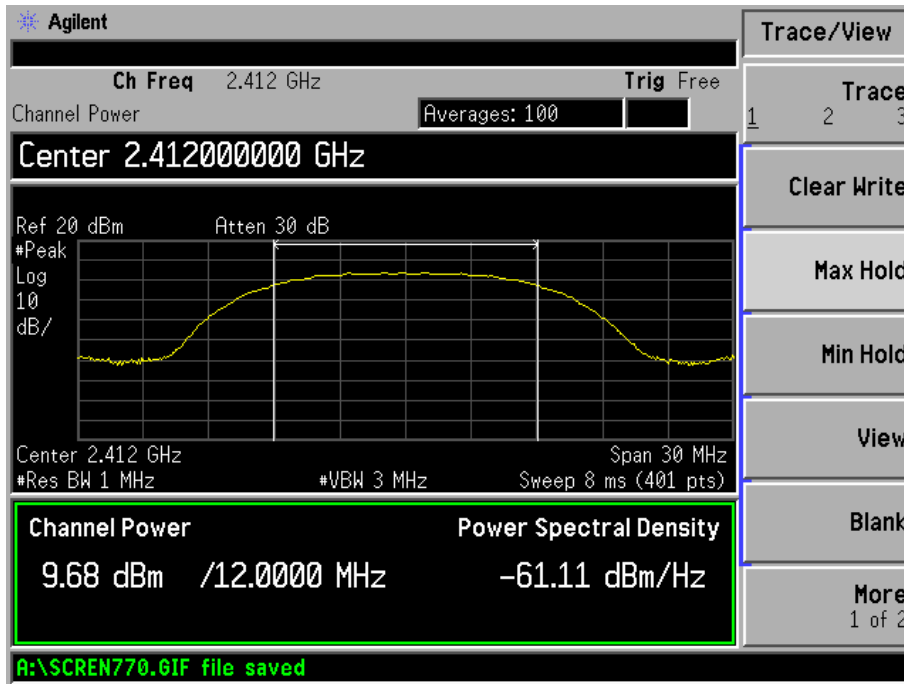 Agilent
Trace/View
Ch Freq 2.412 GHz Trig Free
Channel Power Averages: 100
Trace
1 2 3
Center 2.412000000 GHz
Clear Write
Ref 20 dBm Atten 30 dB
#Peak
Log
10
dB/
Max Hold
Min Hold
Center 2.412 GHz Span 30 MHz
#Res BW 1 MHz #VBW 3 MHz Sweep 8 ms (401 pts)
View
Channel Power Power Spectral Density
9.68 dBm /12.0000 MHz -61.11 dBm/Hz
Blank
More
1 of 2
A:\SCREN770.GIF file saved